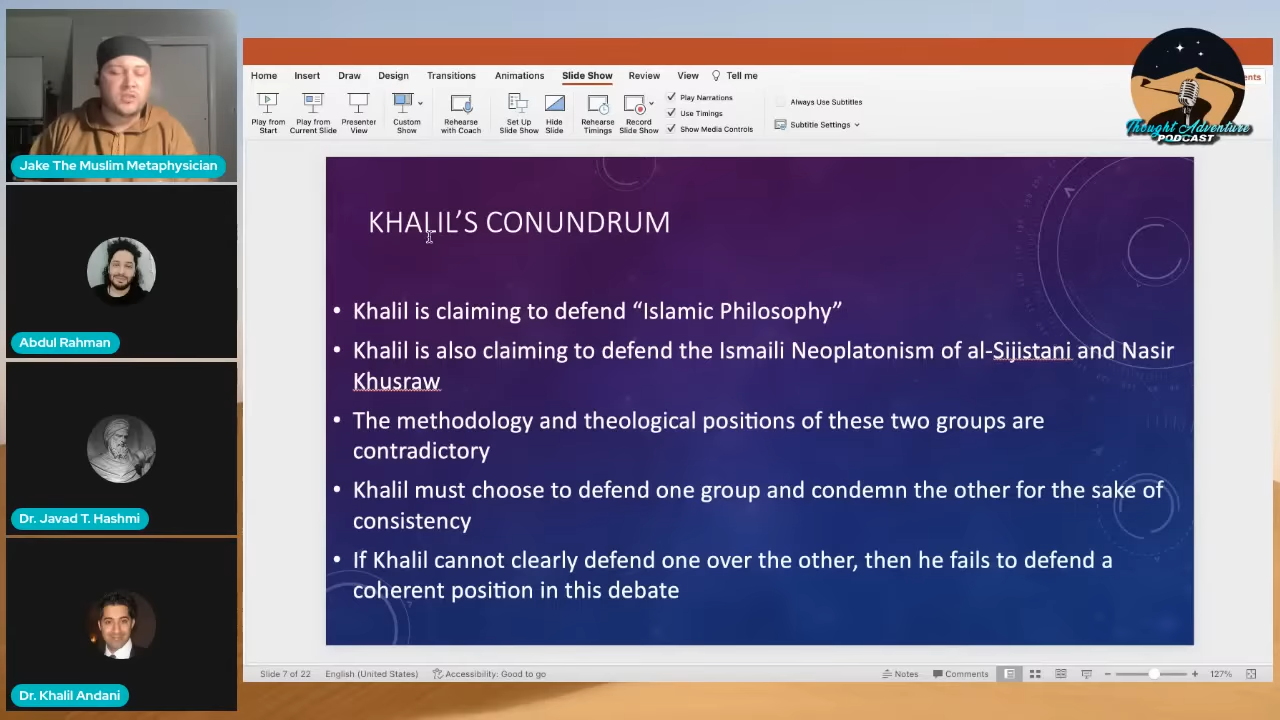 Home Insert Draw Design Transitions Animations Slide Show Review View Tell me
Play from Start
Play from Current Slide
Presenter View
Custom Show
Rehearse with Coach
Set Up Slide Show
Hide Slide
Rehearse Timings
Record Slide Show
Play Narrations
Use Timings
Show Media Controls
Always Use Subtitles
Subtitle Settings
Thought Adventure
PODCAST
Jake The Muslim Metaphysician
Abdul Rahman
Dr. Javad T. Hashmi
Dr. Khalil Andani
KHALIL’S CONUNDRUM
• Khalil is claiming to defend “Islamic Philosophy”
• Khalil is also claiming to defend the Ismaili Neoplatonism of al-Sijistani and Nasir
Khusraw
• The methodology and theological positions of these two groups are
contradictory
• Khalil must choose to defend one group and condemn the other for the sake of
consistency
• If Khalil cannot clearly defend one over the other, then he fails to defend a
coherent position in this debate
Slide 7 of 22 English (United States) Accessibility: Good to go Notes Comments 127%